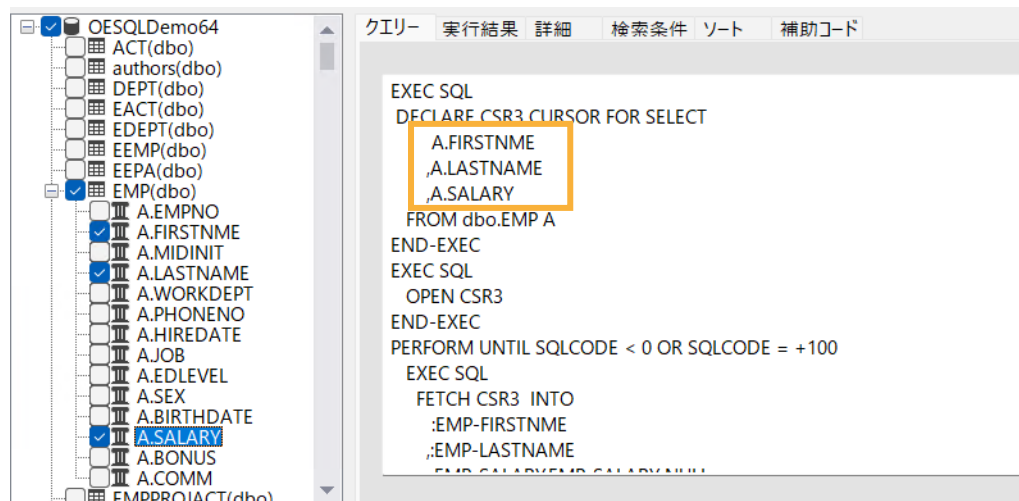 OESQLDemo64
ACT(dbo)
authors(dbo)
DEPT(dbo)
EACT(dbo)
EDEPT(dbo)
EEMP(dbo)
EEPA(dbo)
EMP(dbo)
A.EMPNO
A.FIRSTNME
A.MIDINIT
A.LASTNAME
A.WORKDEPT
A.PHONENO
A.HIREDATE
A.JOB
A.EDLEVEL
A.SEX
A.BIRTHDATE
A.SALARY
A.BONUS
A.COMM
EMPPROJACT(dbo)
クエリー 実行結果 詳細 検索条件 ソート 補助コード
EXEC SQL
DECLARE CSR3 CURSOR FOR SELECT
A.FIRSTNME
,A.LASTNAME
,A.SALARY
FROM dbo.EMP A
END-EXEC
EXEC SQL
OPEN CSR3
END-EXEC
PERFORM UNTIL SQLCODE < 0 OR SQLCODE = +100
EXEC SQL
FETCH CSR3 INTO
:EMP-FIRSTNME
,:EMP-LASTNAME